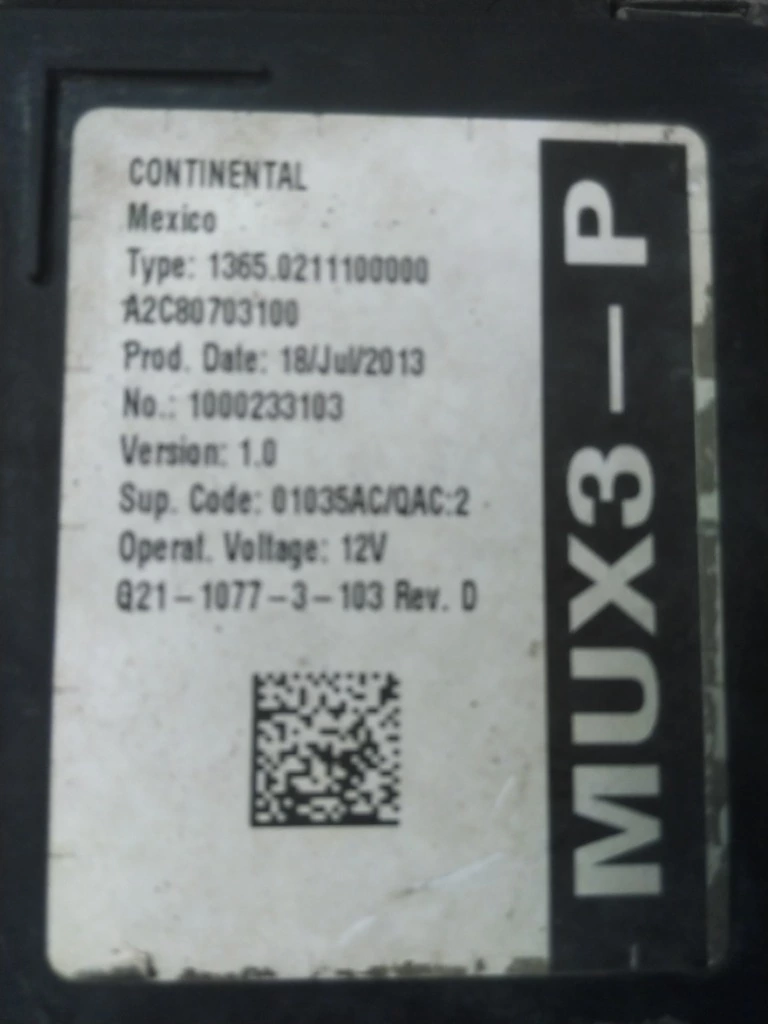 CONTINENTAL
Mexico
Type: 1365.0211100000
A2C80703100
Prod. Date: 18/Jul/2013
No.: 1000233103
Version: 1.0
Sup. Code: 01035AC/QAC:2
Operat. Voltage: 12V
Q21-1077-3-103 Rev. D
MUX3-P